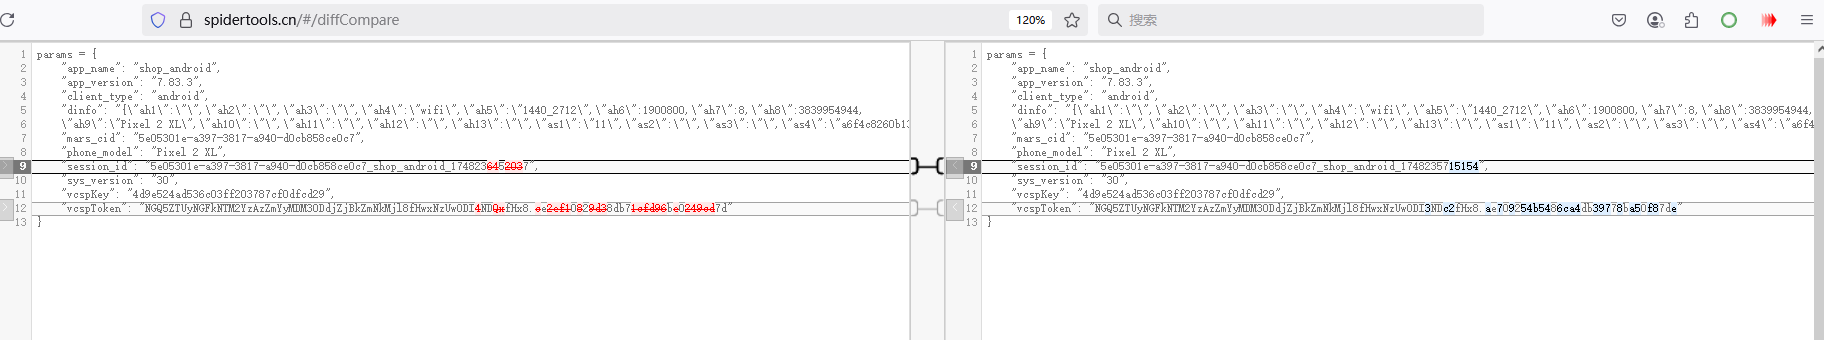 spidertools.cn/#/diffCompare
120%
搜索
1 params = {
2 "app_name": "shop_android",
3 "app_version": "7.83.3",
4 "client_type": "android",
5 "dinfo": "{\"ah1\":\"\",\"ah2\":\"\",\"ah3\":\"\",\"ah4\":\"wifi\",\"ah5\":\"1440_2712\",\"ah6\":1900800,\"ah7\":8,\"ah8\":3839954944,
6 \"ah9\":\"Pixel 2 XL\",\"ah10\":\"\",\"ah11\":\"\",\"ah12\":\"\",\"ah13\":\"\",\"as1\":\"11\",\"as2\":\"\",\"as3\":\"\",\"as4\":\"a6f4c8260b13
7 "mars_cid": "5e05301e-a397-3817-a940-d0cb858ce0c7",
8 "phone_model": "Pixel 2 XL",
9 "session_id": "5e05301e-a397-3817-a940-d0cb858ce0c7_shop_android_1748236452037",
10 "sys_version": "30",
11 "vcspKey": "4d9e524ad536c03ff203787cf0dfcd29",
12 "vcspToken":
13 }
1 params = {
2 "app_name": "shop_android",
3 "app_version": "7.83.3",
4 "client_type": "android",
5 "dinfo": "{\"ah1\":\"\",\"ah2\":\"\",\"ah3\":\"\",\"ah4\":\"wifi\",\"ah5\":\"1440_2712\",\"ah6\":1900800,\"ah7\":8,\"ah8\":3839954944,
6 \"ah9\":\"Pixel 2 XL\",\"ah10\":\"\",\"ah11\":\"\",\"ah12\":\"\",\"ah13\":\"\",\"as1\":\"11\",\"as2\":\"\",\"as3\":\"\",\"as4\":\"a6f4
7 "mars_cid": "5e05301e-a397-3817-a940-d0cb858ce0c7",
8 "phone_model": "Pixel 2 XL",
9 "session_id": "5e05301e-a397-3817-a940-d0cb858ce0c7_shop_android_1748235715154",
10 "sys_version": "30",
11 "vcspKey": "4d9e524ad536c03ff203787cf0dfcd29",
12 "vcspToken":
13 }